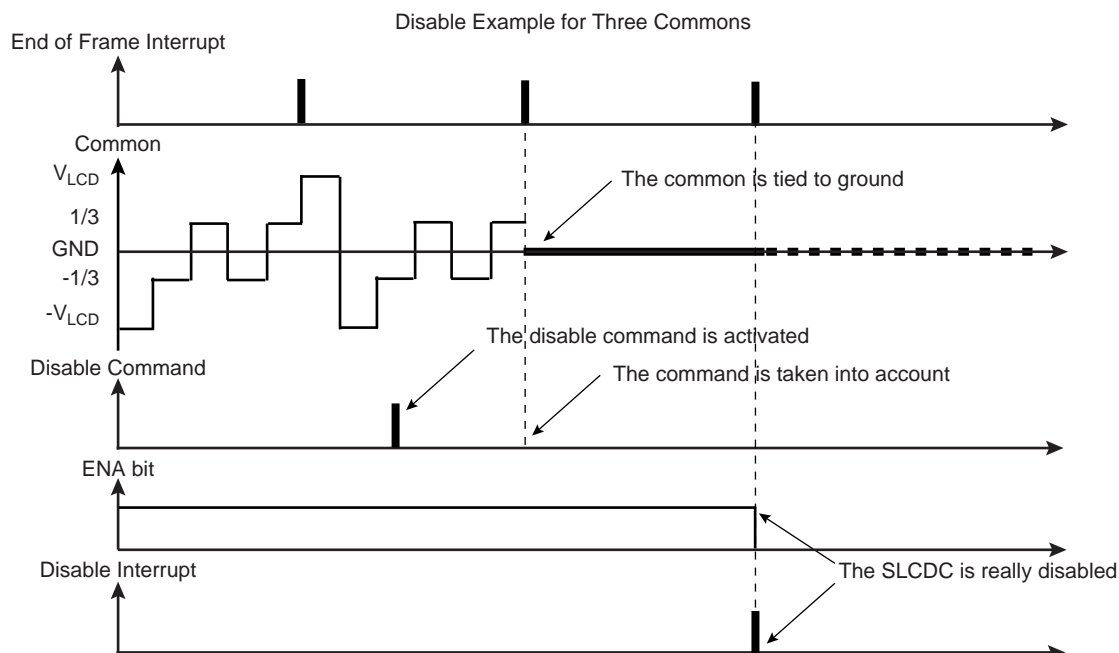 Disable Example for Three Commons
End of Frame Interrupt
Common
VLCD
The common is tied to ground
1/3
GND
-1/3
-VLCD
The disable command is activated
Disable Command
The command is taken into account
ENA bit
Disable Interrupt
The SLCDC is really disabled